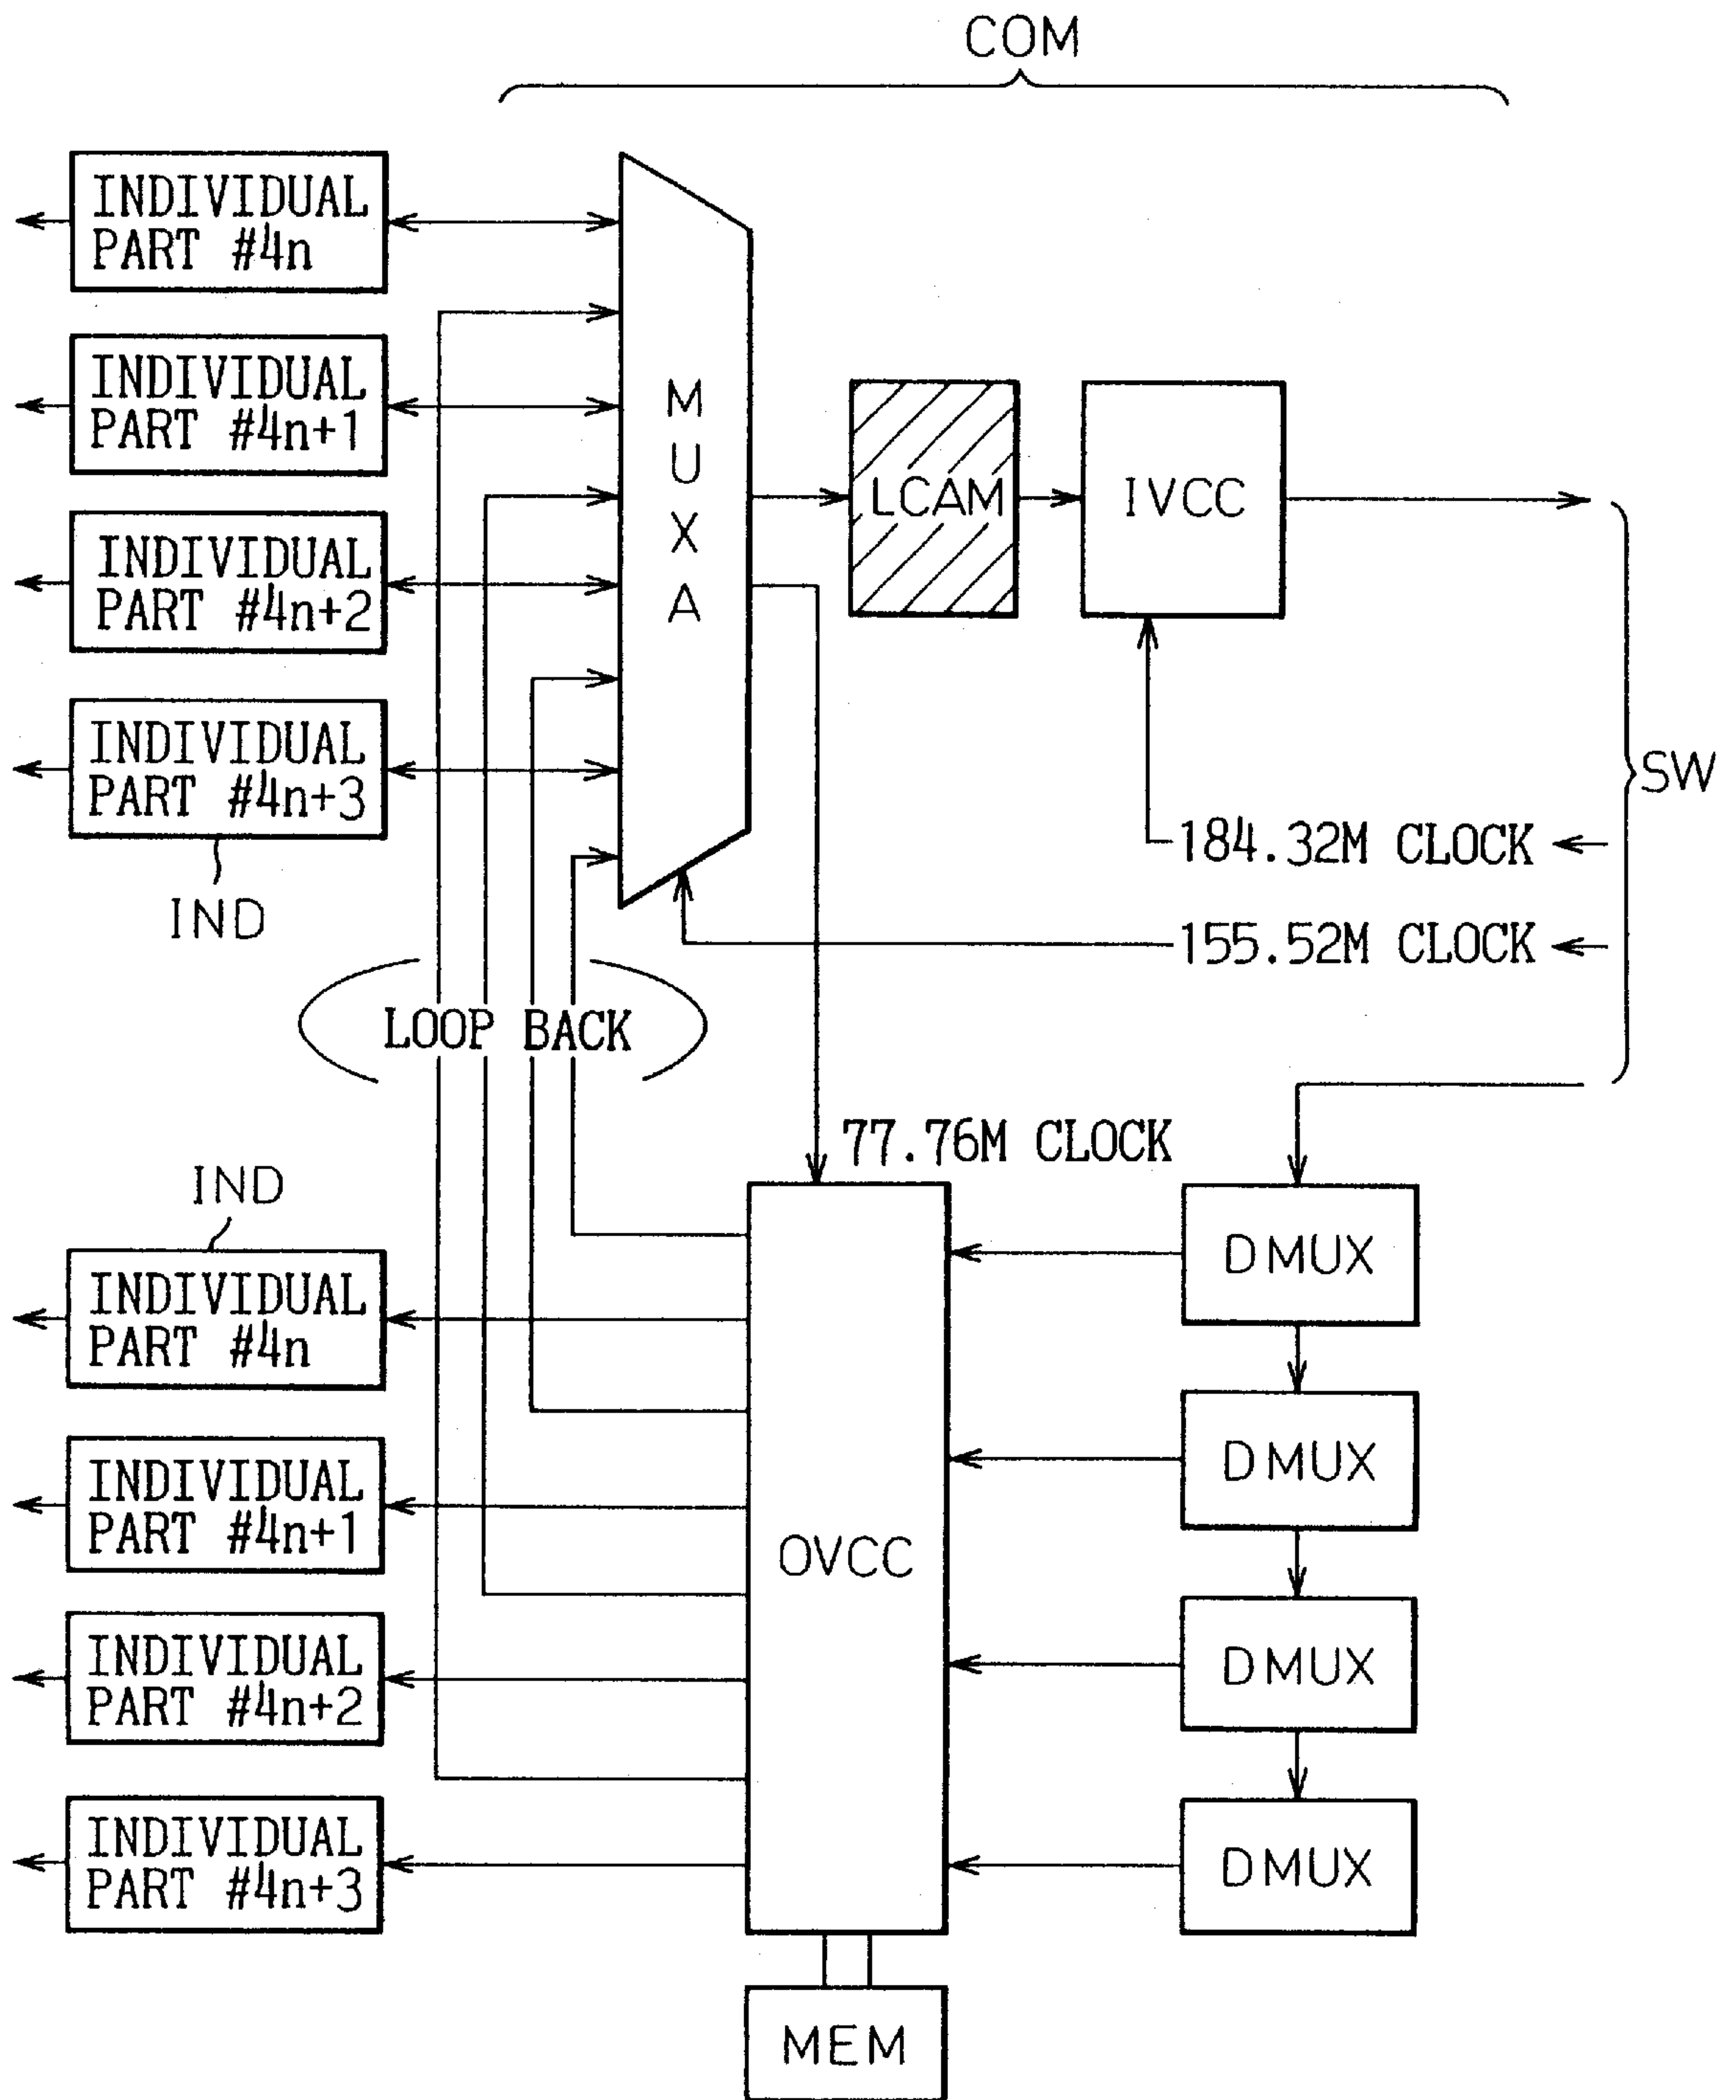 COM
INDIVIDUAL
PART #4n
INDIVIDUAL
PART #4n+1
INDIVIDUAL
PART #4n+2
INDIVIDUAL
PART #4n+3
IND
MUXA
LCAM
IVCC
SW
184.32M CLOCK
155.52M CLOCK
LOOP BACK
77.76M CLOCK
IND
INDIVIDUAL
PART #4n
INDIVIDUAL
PART #4n+1
INDIVIDUAL
PART #4n+2
INDIVIDUAL
PART #4n+3
OVCC
DMUX
DMUX
DMUX
DMUX
MEM